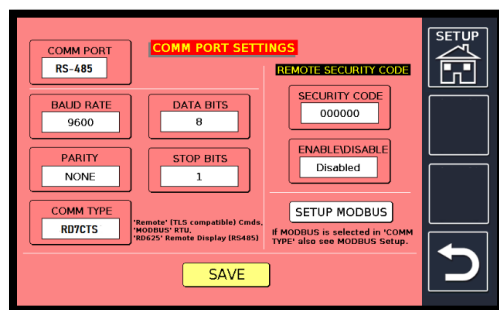 COMM PORT SETTINGS
SETUP
COMM PORT
RS-485
REMOTE SECURITY CODE
BAUD RATE
9600
DATA BITS
8
SECURITY CODE
000000
PARITY
NONE
STOP BITS
1
ENABLE\DISABLE
Disabled
COMM TYPE
RD7CTS
'Remote' (TLS compatible) Cmds,
'MODBUS' RTU,
'RD625' Remote Display (RS485)
SETUP MODBUS
If MODBUS is selected in 'COMM
TYPE' also see MODBUS Setup.
SAVE